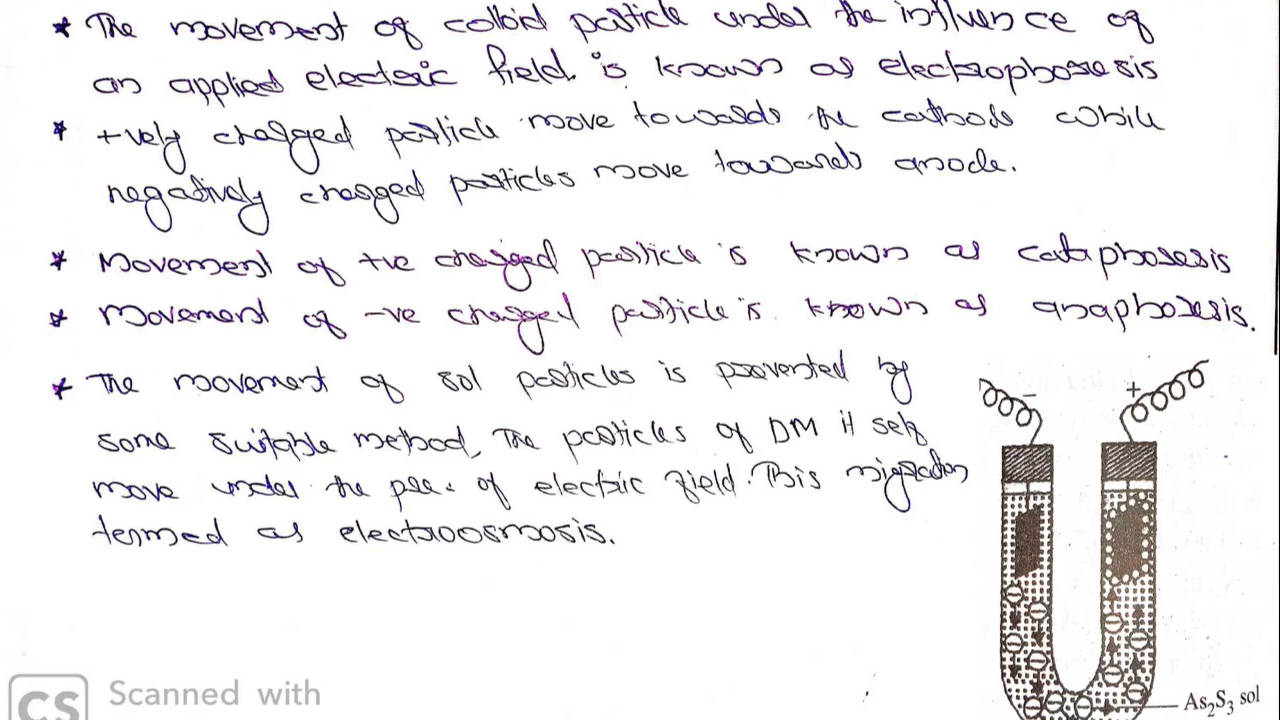 * The movement of colloid particle under the influence of
an applied electric field is known as electrophoresis
* +vely charged particle move towards the cathode while
negatively charged particles move towards anode.
* Movement of +ve charged particle is known as cataphoresis
* Movement of -ve charged particle is known as anaphoresis.
* The movement of sol particles is prevented by
some suitable method, The particles of DM it self
move under the of electric field. This migration
termed as electroosmosis.
− +
As₂S₃ sol
CS Scanned with